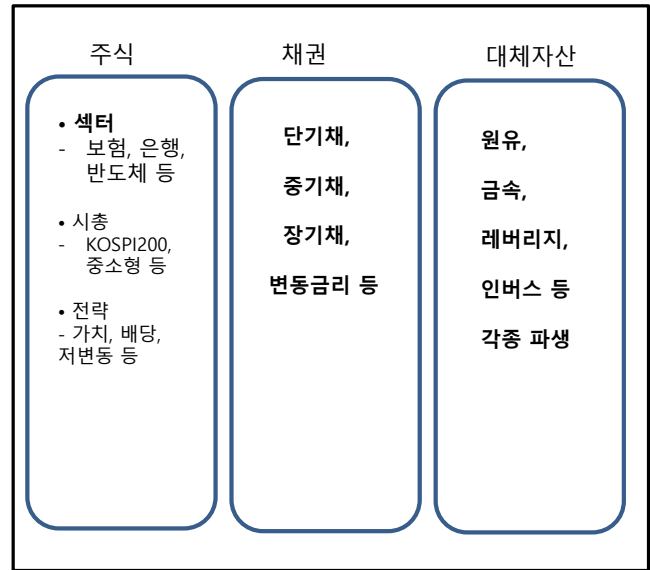 주식
• 섹터
- 보험, 은행,
반도체 등
• 시총
- KOSPI200,
중소형 등
• 전략
- 가치, 배당,
저변동 등
채권
단기채,
중기채,
장기채,
변동금리 등
대체자산
원유,
금속,
레버리지,
인버스 등
각종 파생